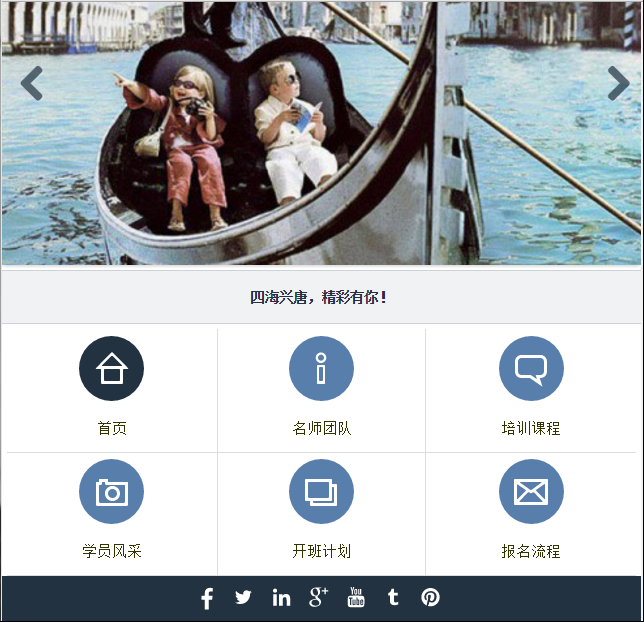 四海兴唐，精彩有你！
首页
名师团队
培训课程
学员风采
开班计划
报名流程
f in g+ You Tube t